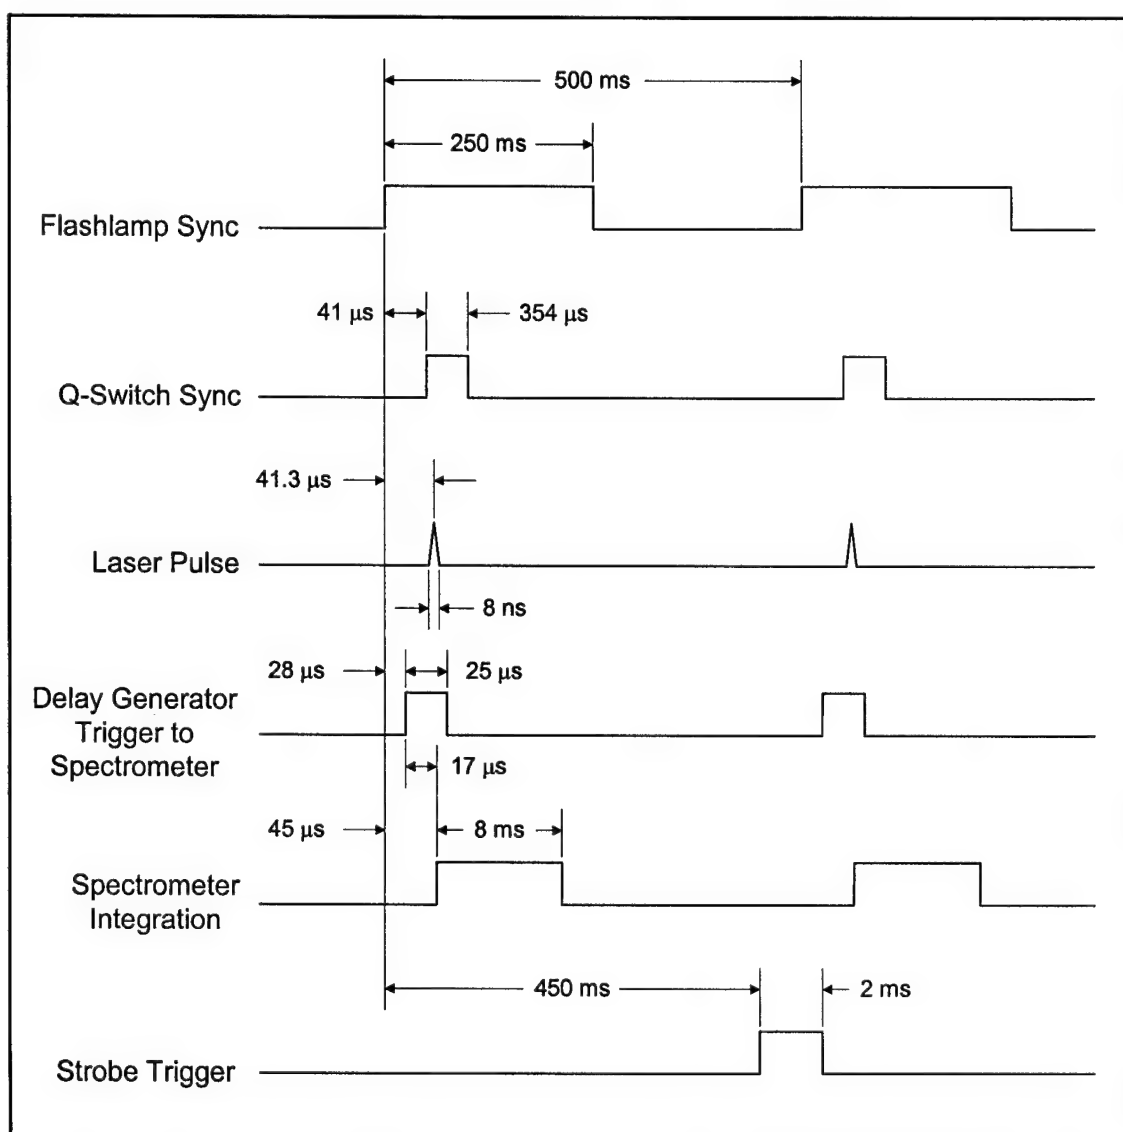 500 ms
250 ms
Flashlamp Sync
41 μs
354 μs
Q-Switch Sync
41.3 μs
Laser Pulse
8 ns
28 μs
25 μs
Delay Generator
Trigger to
Spectrometer
17 μs
45 μs
8 ms
Spectrometer
Integration
450 ms
2 ms
Strobe Trigger